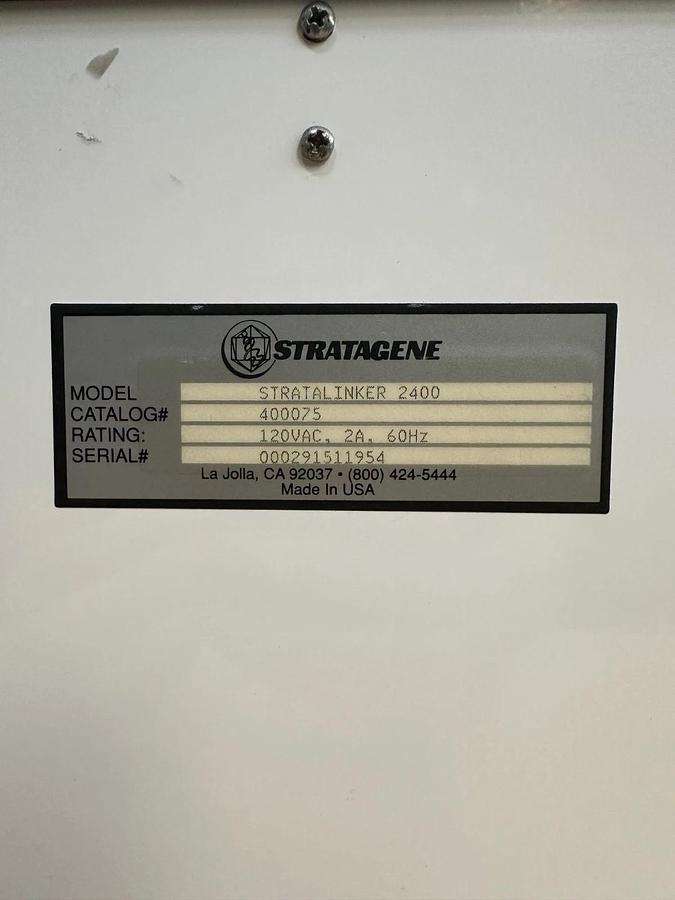 STRATAGENE
MODEL STRATALINKER 2400
CATALOG# 400075
RATING: 120VAC, 2A, 60Hz
SERIAL# 000291511954
La Jolla, CA 92037 • (800) 424-5444
Made In USA